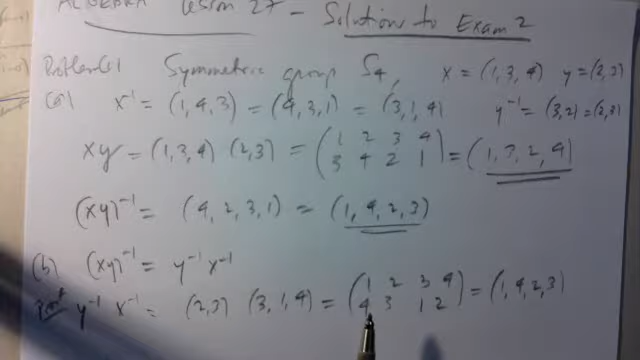 ALGEBRA Lesson 27 - Solutions to Exam 2
Problem 1 Symmetric group S4, x = (1,3,4) y = (2,3)
(a) x⁻¹ = (1,4,3) = (4,3,1) = (3,1,4) y⁻¹ = (3,2) = (2,3)
xy = (1,3,4) (2,3) = (1 2 3 4 / 3 4 2 1) = (1,3,2,4)
(xy)⁻¹ = (4,2,3,1) = (1,4,2,3)
(b) (xy)⁻¹ = y⁻¹ x⁻¹
y⁻¹ x⁻¹ = (2,3) (3,1,4) = (1 2 3 4 / 4 3 1 2) = (1,4,2,3)